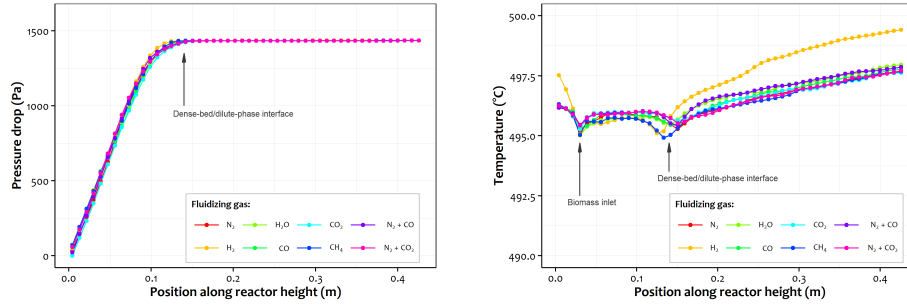 1500
1000
500
0
Pressure drop (Pa)
Dense-bed/dilute-phase interface
Fluidizing gas:
N₂ H₂O CO₂ N₂ + CO
H₂ CO CH₄ N₂ + CO₂
0.0 0.1 0.2 0.3 0.4
Position along reactor height (m)
500.0
497.5
495.0
492.5
490.0
Temperature (°C)
Dense-bed/dilute-phase interface
Biomass inlet
Fluidizing gas:
N₂ H₂O CO₂ N₂ + CO
H₂ CO CH₄ N₂ + CO₂
0.0 0.1 0.2 0.3 0.4
Position along reactor height (m)